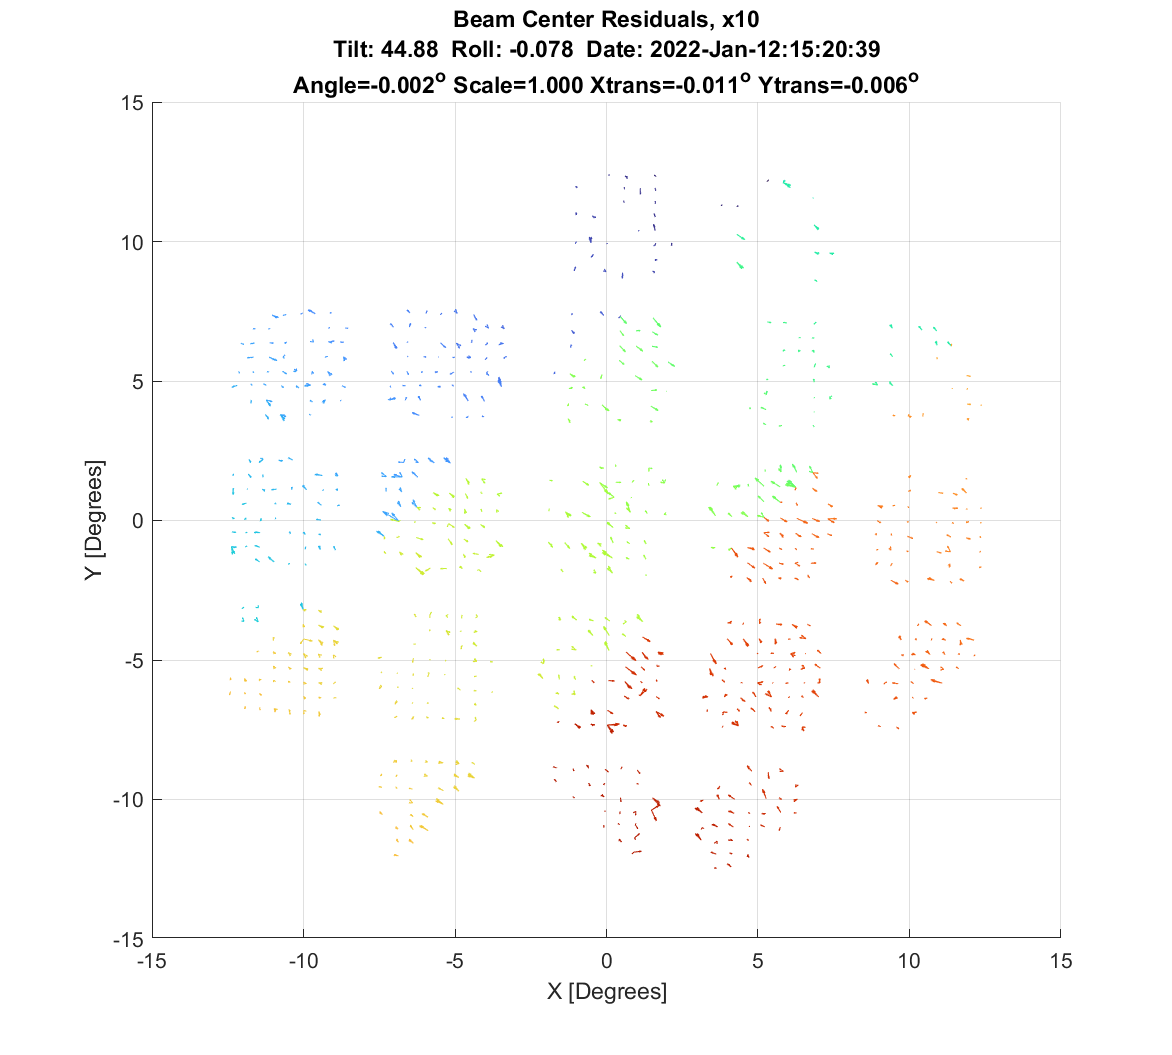 Beam Center Residuals, x10
Tilt: 44.88 Roll: -0.078 Date: 2022-Jan-12:15:20:39
Angle=-0.002° Scale=1.000 Xtrans=-0.011° Ytrans=-0.006°
15
10
5
0
-5
-10
-15
Y [Degrees]
-15 -10 -5 0 5 10 15
X [Degrees]